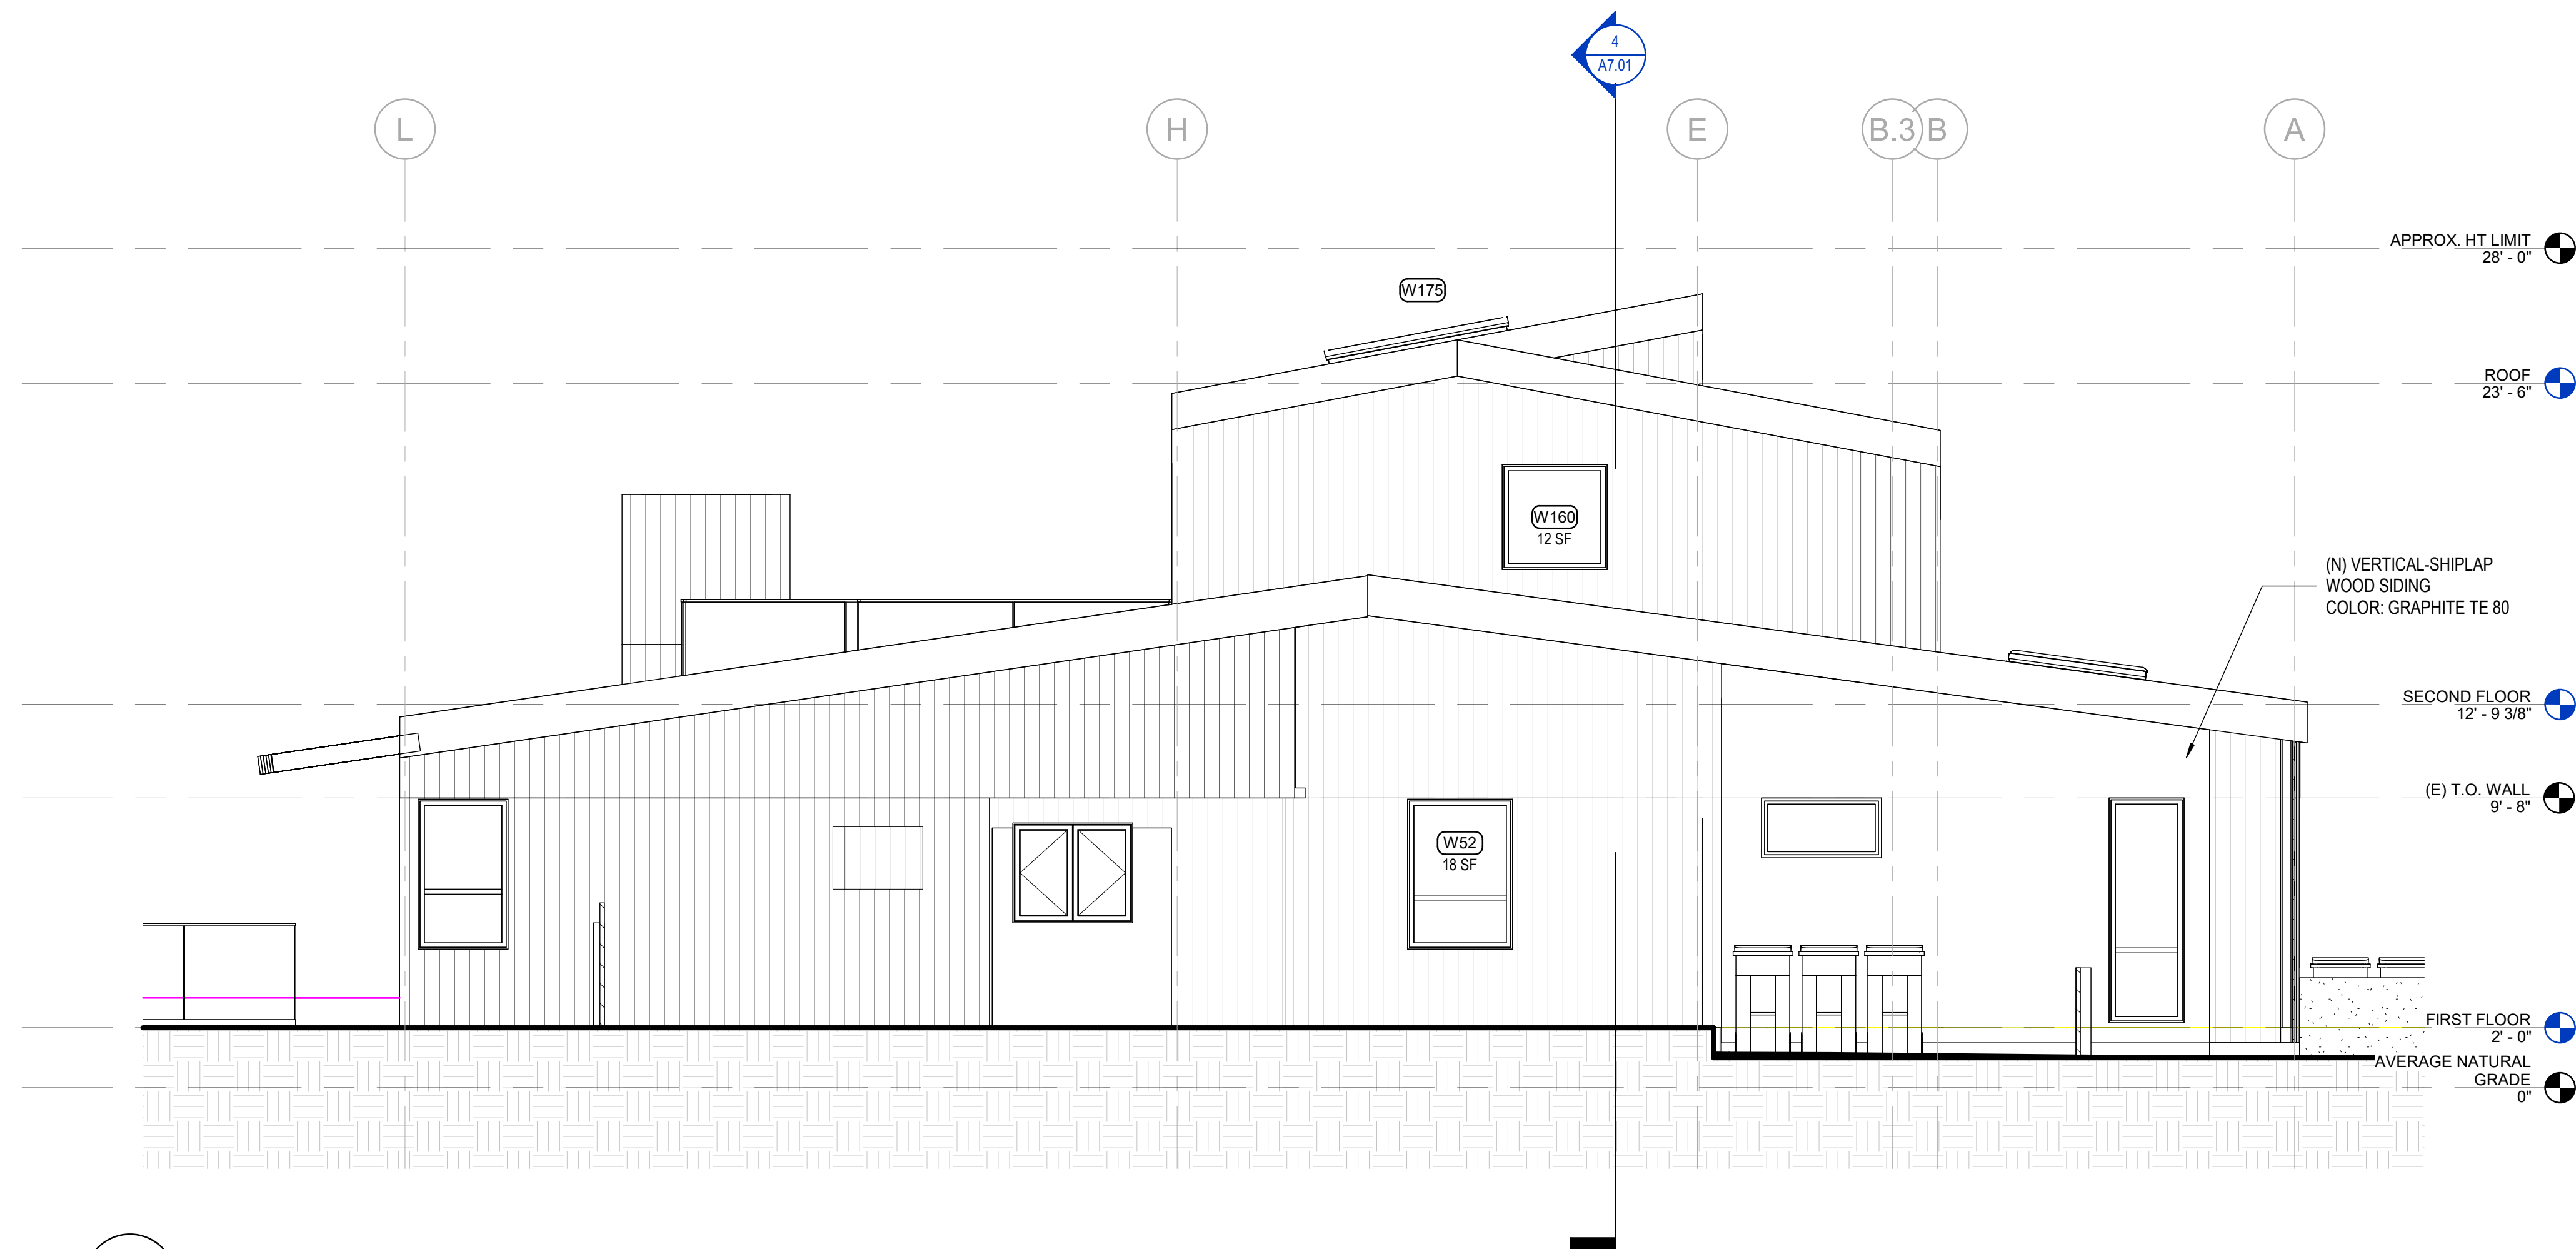 4
A7.01
L
H
E
B.3
B
A
APPROX. HT LIMIT
28' - 0"
W175
ROOF
23' - 6"
W160
12 SF
(N) VERTICAL-SHIPLAP
WOOD SIDING
COLOR: GRAPHITE TE 80
SECOND FLOOR
12' - 9 3/8"
(E) T.O. WALL
9' - 8"
W52
18 SF
FIRST FLOOR
2' - 0"
AVERAGE NATURAL
GRADE
0"